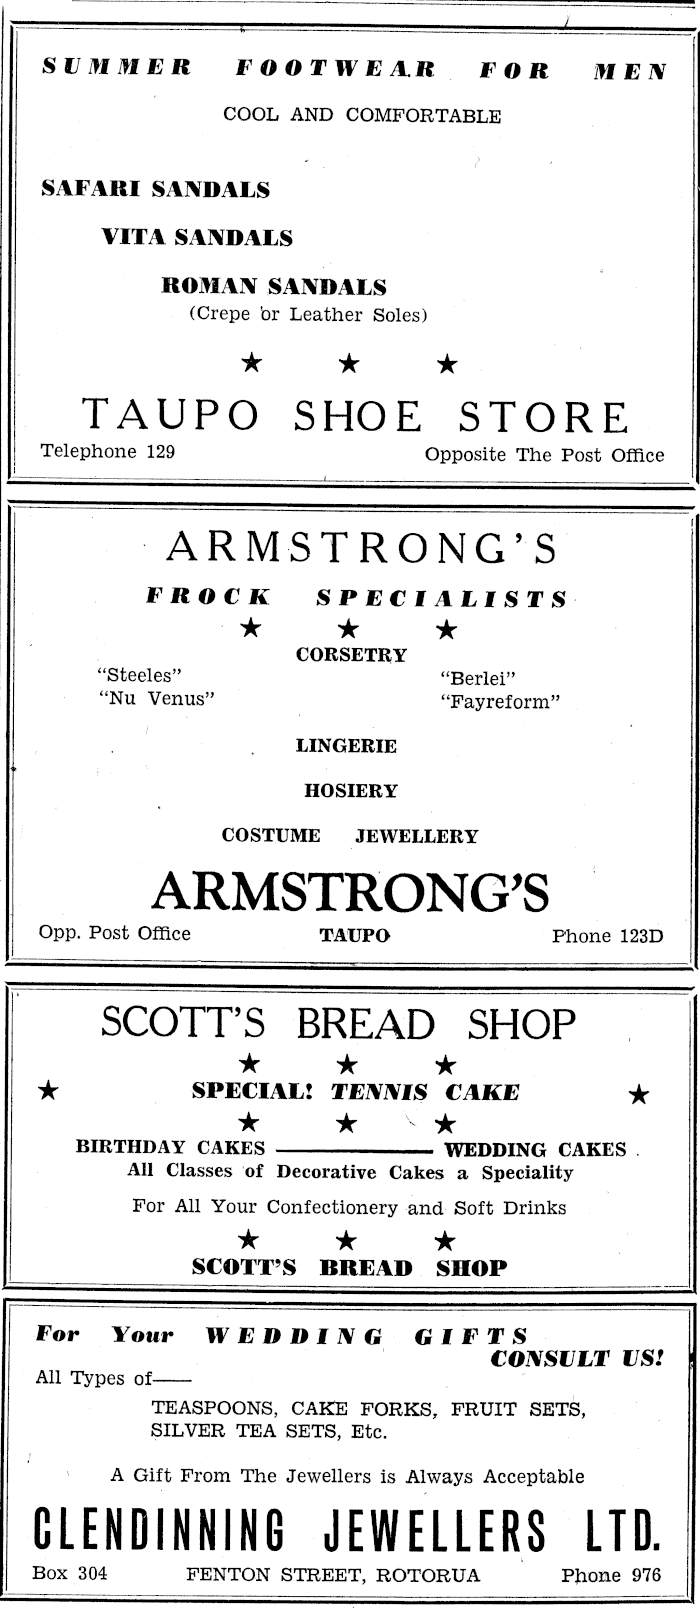 SUMMER FOOTWEAR FOR MEN
COOL AND COMFORTABLE
SAFARI SANDALS
VITA SANDALS
ROMAN SANDALS
(Crepe or Leather Soles)
★ ★ ★
TAUPO SHOE STORE
Telephone 129 Opposite The Post Office
ARMSTRONG'S
FROCK SPECIALISTS
★ ★ ★
CORSETRY
"Steeles" "Berlei"
"Nu Venus" "Fayreform"
LINGERIE
HOSIERY
COSTUME JEWELLERY
ARMSTRONG'S
Opp. Post Office TAUPO Phone 123D
SCOTT'S BREAD SHOP
★ ★ ★
★ SPECIAL! TENNIS CAKE ★
★ ★ ★
BIRTHDAY CAKES ——— WEDDING CAKES
All Classes of Decorative Cakes a Speciality
For All Your Confectionery and Soft Drinks
★ ★ ★
SCOTT'S BREAD SHOP
For Your WEDDING GIFTS
CONSULT US!
All Types of——
TEASPOONS, CAKE FORKS, FRUIT SETS,
SILVER TEA SETS, Etc.
A Gift From The Jewellers is Always Acceptable
CLENDINNING JEWELLERS LTD.
Box 304 FENTON STREET, ROTORUA Phone 976